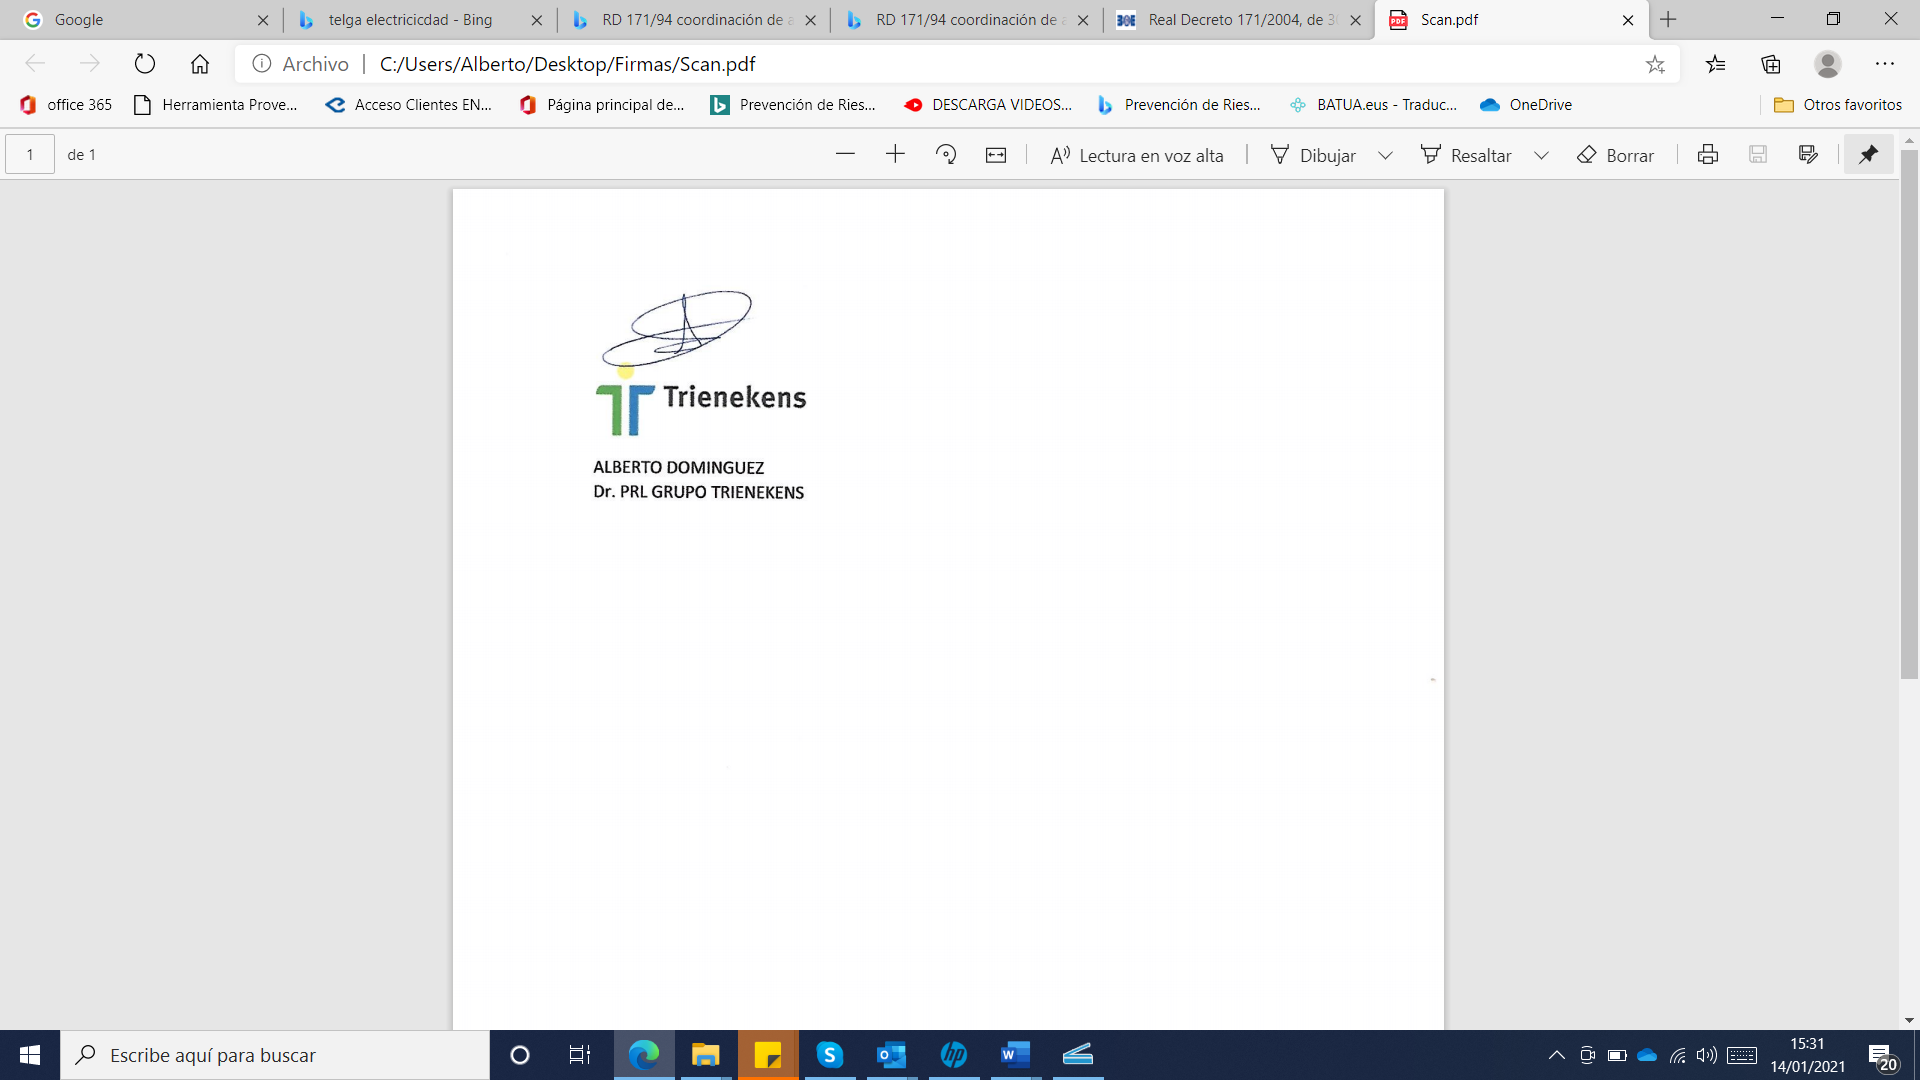 Google
telga electricicdad - Bing
RD 171/94 coordinación de a
RD 171/94 coordinación de a
Real Decreto 171/2004, de 3
Scan.pdf
Archivo | C:/Users/Alberto/Desktop/Firmas/Scan.pdf
office 365
Herramienta Prove...
Acceso Clientes EN...
Página principal de...
Prevención de Ries...
DESCARGA VIDEOS...
Prevención de Ries...
BATUA.eus - Traduc...
OneDrive
Otros favoritos
1 de 1
Lectura en voz alta
Dibujar
Resaltar
Borrar
Trienekens
ALBERTO DOMINGUEZ
Dr. PRL GRUPO TRIENEKENS
Escribe aquí para buscar
15:31
14/01/2021
20